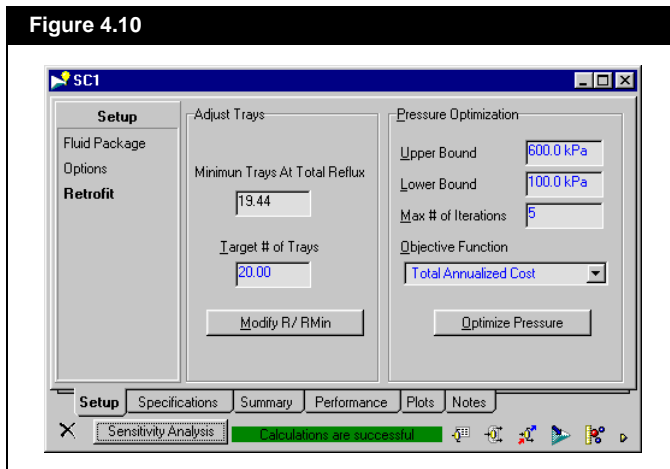 Figure 4.10
SC1
Setup
Fluid Package
Options
Retrofit
Adjust Trays
Minimun Trays At Total Reflux
19.44
Target # of Trays
20.00
Modify R/ RMin
Pressure Optimization
Upper Bound
600.0 kPa
Lower Bound
100.0 kPa
Max # of Iterations
5
Objective Function
Total Annualized Cost
Optimize Pressure
Setup Specifications Summary Performance Plots Notes
Sensitivity Analysis Calculations are successful